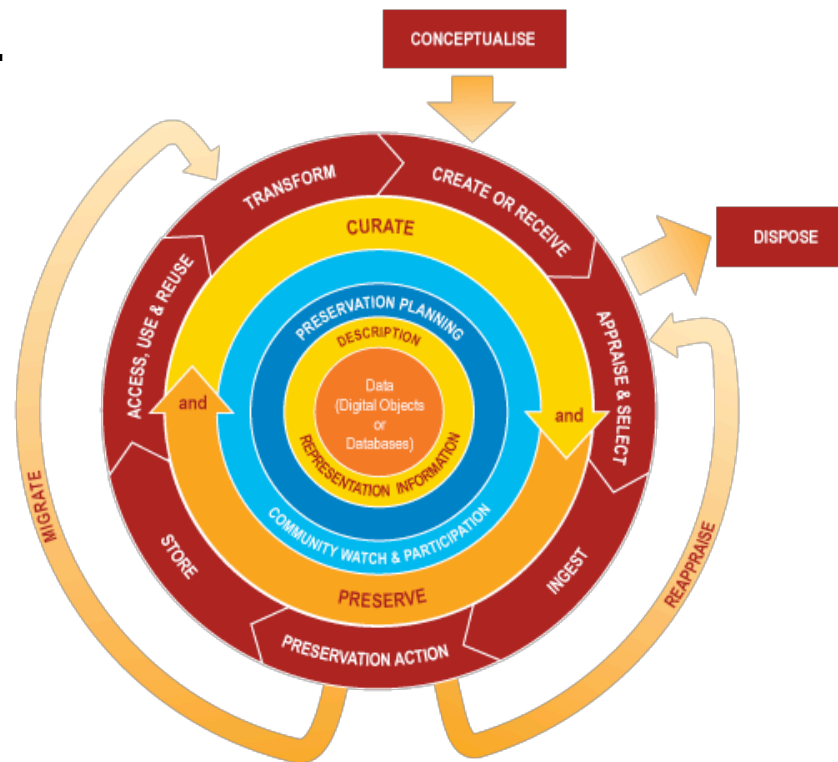 CONCEPTUALISE
DISPOSE
TRANSFORM
CREATE OR RECEIVE
APPRAISE & SELECT
INGEST
PRESERVATION ACTION
STORE
ACCESS, USE & REUSE
MIGRATE
REAPPRAISE
CURATE
and
PRESERVE
and
PRESERVATION PLANNING
COMMUNITY WATCH & PARTICIPATION
DESCRIPTION
REPRESENTATION INFORMATION
Data
(Digital Objects
or
Databases)